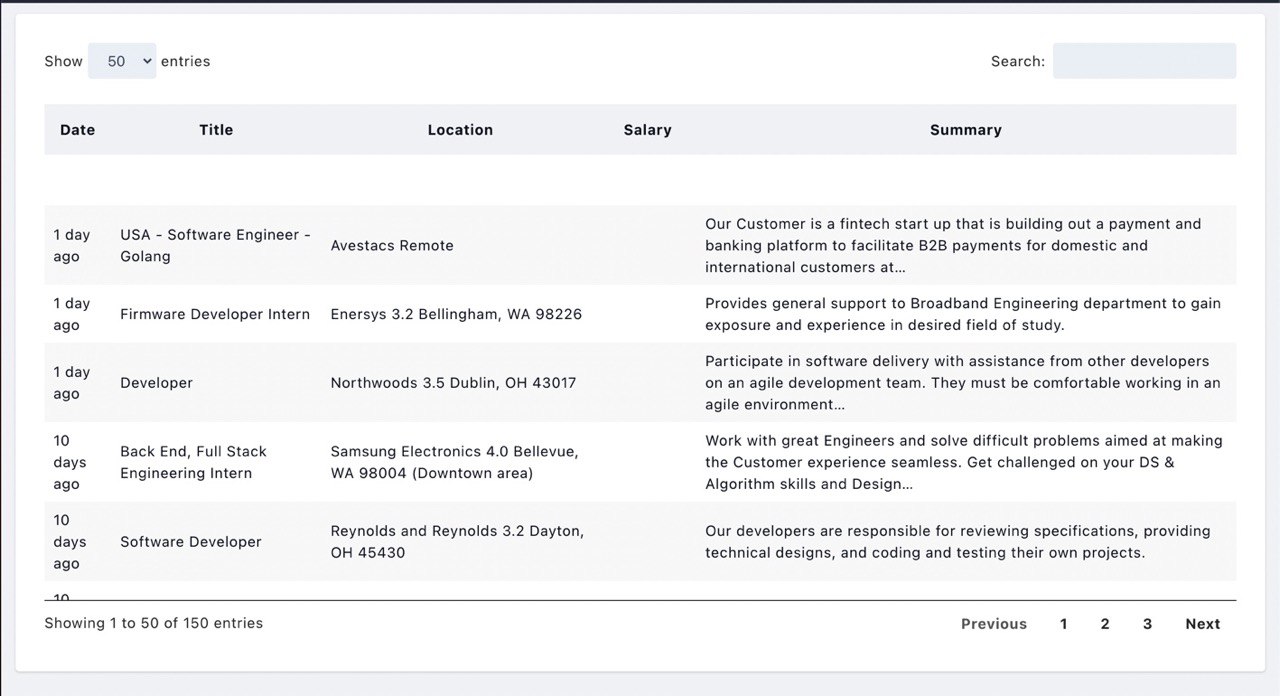 Show 50 entries Search:
Date Title Location Salary Summary
1 day
ago
USA - Software Engineer -
Golang
Avestacs Remote
Our Customer is a fintech start up that is building out a payment and
banking platform to facilitate B2B payments for domestic and
international customers at...
1 day
ago
Firmware Developer Intern
Enersys 3.2 Bellingham, WA 98226
Provides general support to Broadband Engineering department to gain
exposure and experience in desired field of study.
1 day
ago
Developer
Northwoods 3.5 Dublin, OH 43017
Participate in software delivery with assistance from other developers
on an agile development team. They must be comfortable working in an
agile environment...
10
days
ago
Back End, Full Stack
Engineering Intern
Samsung Electronics 4.0 Bellevue,
WA 98004 (Downtown area)
Work with great Engineers and solve difficult problems aimed at making
the Customer experience seamless. Get challenged on your DS &
Algorithm skills and Design...
10
days
ago
Software Developer
Reynolds and Reynolds 3.2 Dayton,
OH 45430
Our developers are responsible for reviewing specifications, providing
technical designs, and coding and testing their own projects.
10
Showing 1 to 50 of 150 entries Previous 1 2 3 Next